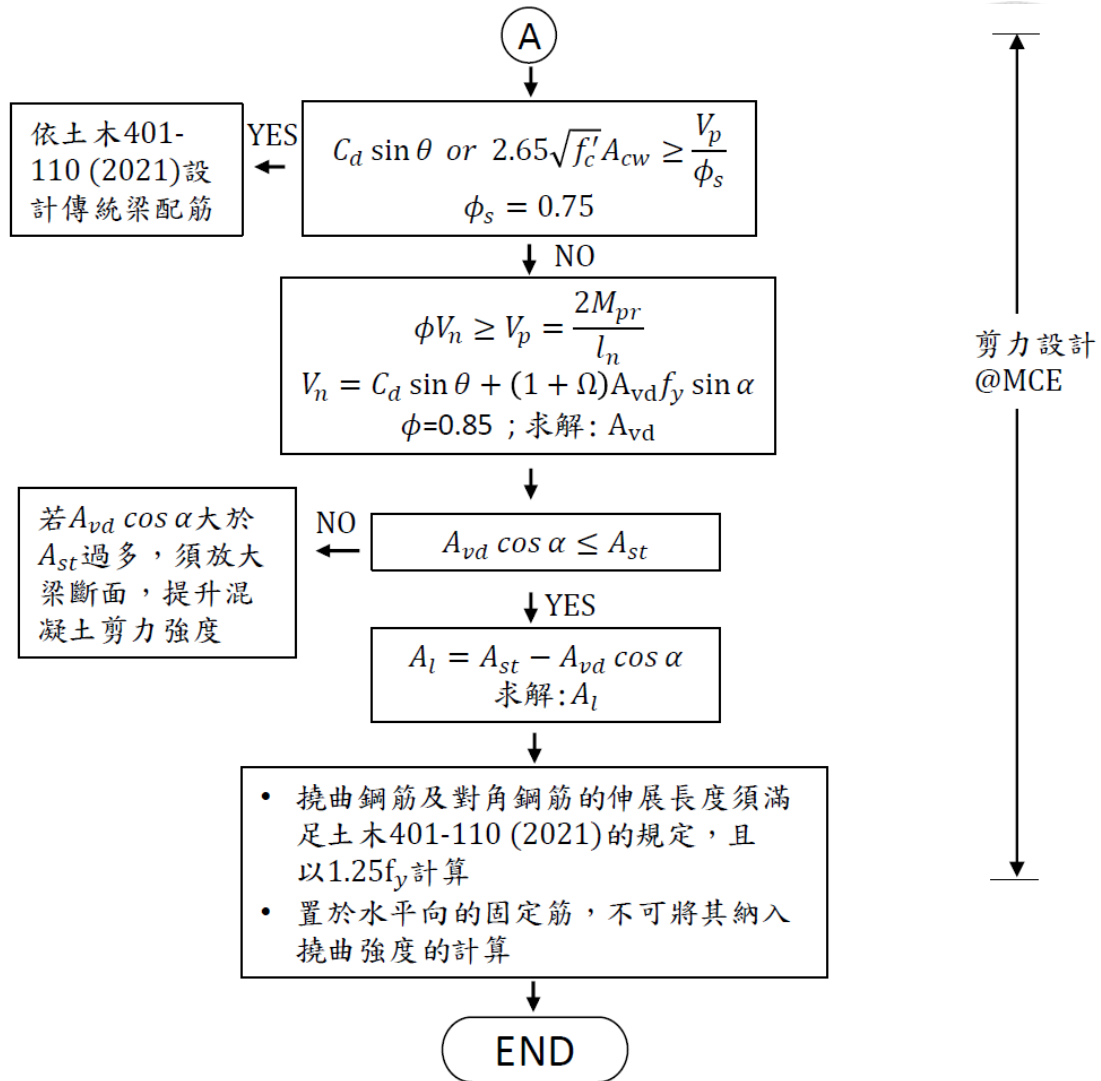 A
依土木401-
110 (2021)設
計傳統梁配筋
YES
C_d sin θ or 2.65√f_c′ A_cw ≥ V_p/ϕ_s
ϕ_s = 0.75
NO
ϕV_n ≥ V_p = 2M_pr/l_n
V_n = C_d sin θ + (1 + Ω)A_vd f_y sin α
ϕ=0.85 ; 求解: A_vd
剪力設計
@MCE
若A_vd cos α大於
A_st過多，須放大
梁斷面，提升混
凝土剪力強度
NO
A_vd cos α ≤ A_st
YES
A_l = A_st − A_vd cos α
求解: A_l
• 撓曲鋼筋及對角鋼筋的伸展長度須滿
足土木401-110 (2021)的規定，且
以1.25f_y計算
• 置於水平向的固定筋，不可將其納入
撓曲強度的計算
END